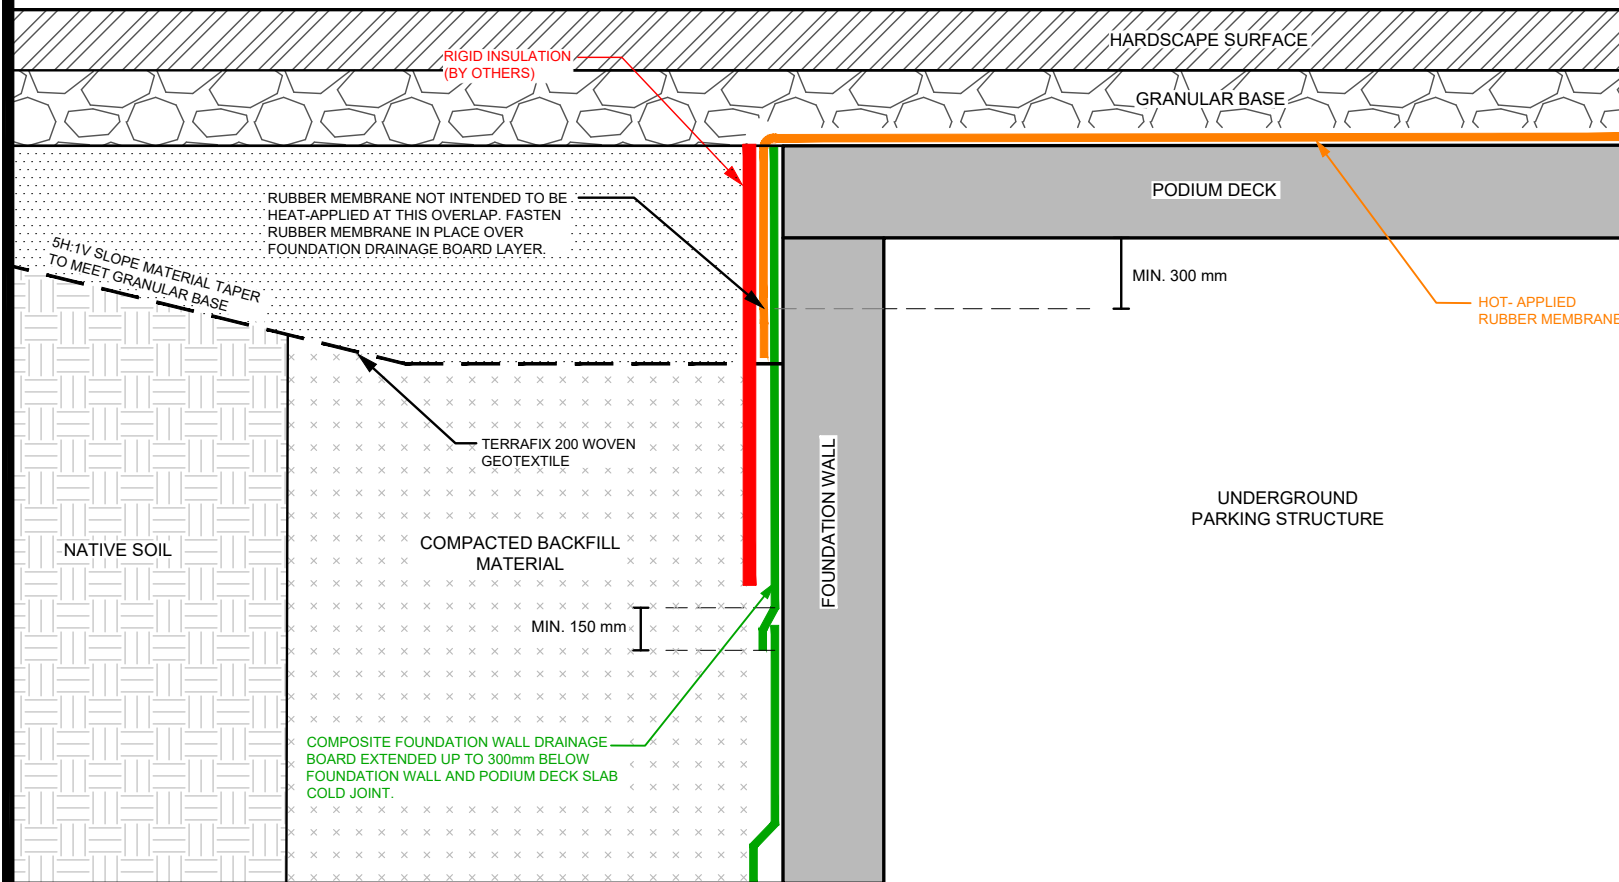 HARDSCAPE SURFACE
RIGID INSULATION
(BY OTHERS)
GRANULAR BASE
PODIUM DECK
RUBBER MEMBRANE NOT INTENDED TO BE
HEAT-APPLIED AT THIS OVERLAP. FASTEN
RUBBER MEMBRANE IN PLACE OVER
FOUNDATION DRAINAGE BOARD LAYER.
5H:1V SLOPE MATERIAL TAPER
TO MEET GRANULAR BASE
MIN. 300 mm
HOT- APPLIED
RUBBER MEMBRANE
TERRAFIX 200 WOVEN
GEOTEXTILE
FOUNDATION WALL
UNDERGROUND
PARKING STRUCTURE
NATIVE SOIL
COMPACTED BACKFILL
MATERIAL
MIN. 150 mm
COMPOSITE FOUNDATION WALL DRAINAGE
BOARD EXTENDED UP TO 300mm BELOW
FOUNDATION WALL AND PODIUM DECK SLAB
COLD JOINT.